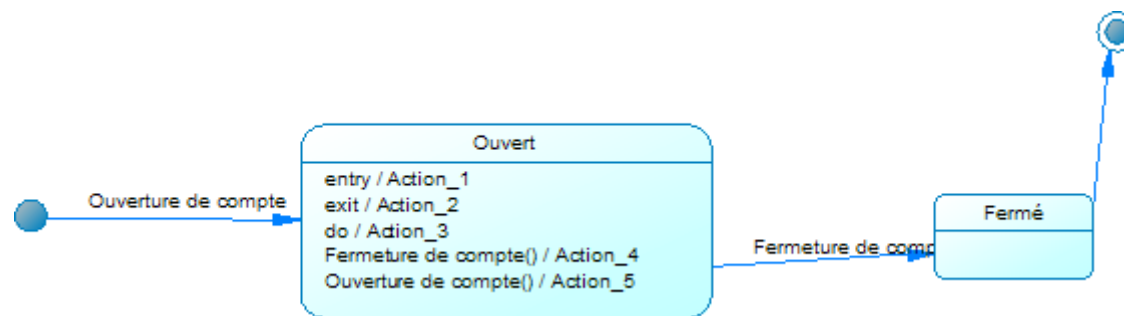 Ouverture de compte
Ouvert
entry / Action_1
exit / Action_2
do / Action_3
Fermeture de compte() / Action_4
Ouverture de compte() / Action_5
Fermeture de
Fermé